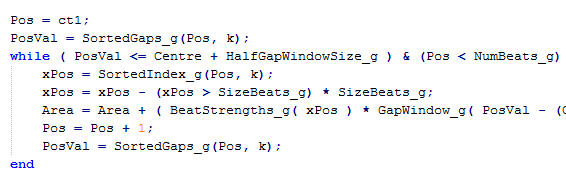 Pos = ct1;
PosVal = SortedGaps_g(Pos, k);
while ( PosVal <= Centre + HalfGapWindowSize_g ) & (Pos < NumBeats_g)
xPos = SortedIndex_g(Pos, k);
xPos = xPos - (xPos > SizeBeats_g) * SizeBeats_g;
Area = Area + ( BeatStrengths_g( xPos ) * GapWindow_g( PosVal - (
Pos = Pos + 1;
PosVal = SortedGaps_g(Pos, k);
end